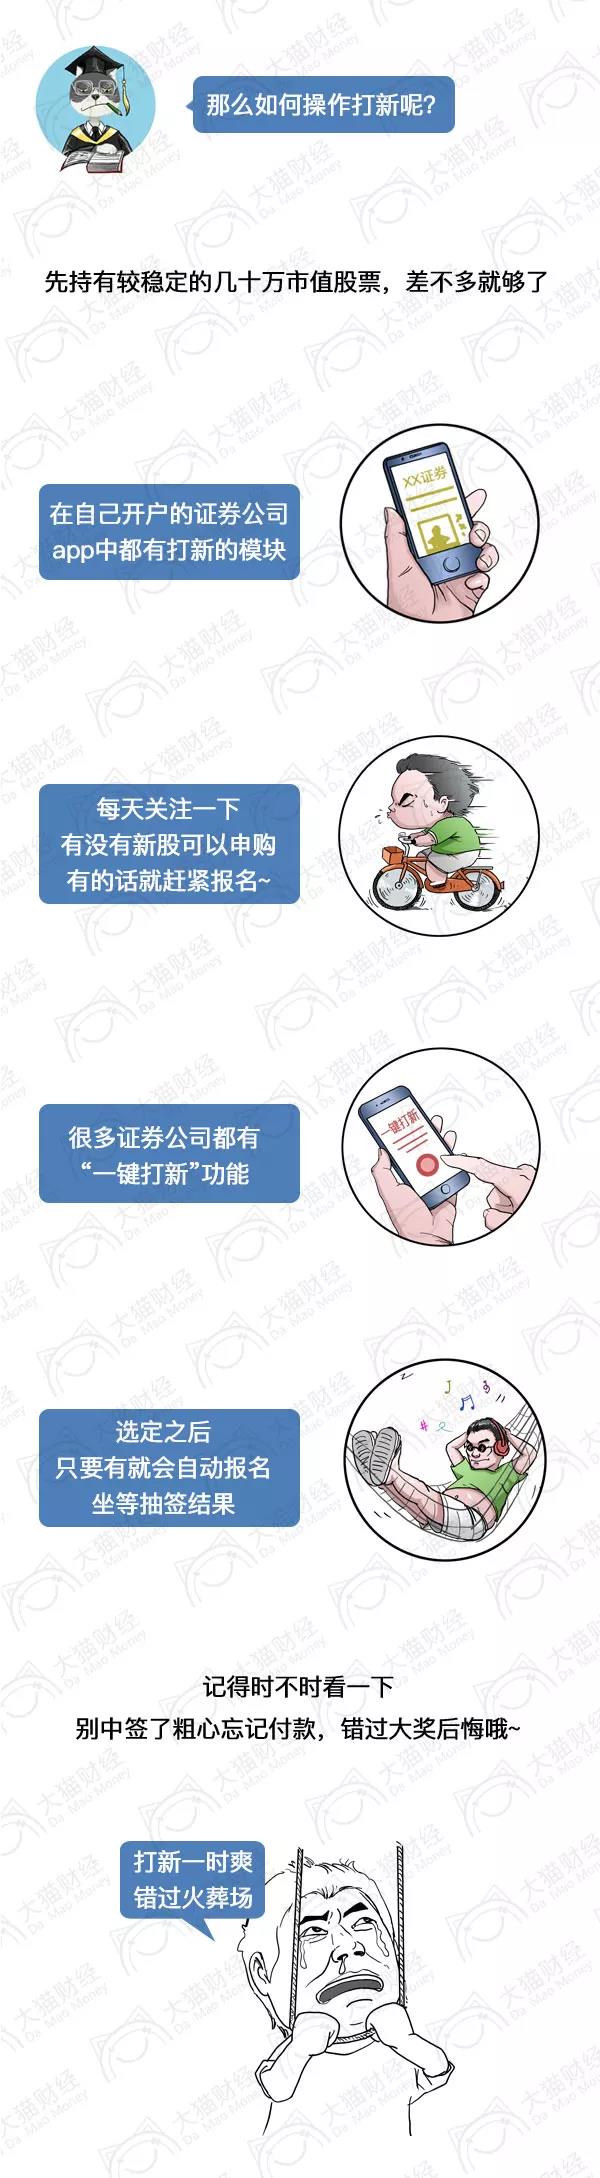 那么如何操作打新呢？
先持有较稳定的几十万市值股票，差不多就够了
在自己开户的证券公司
app中都有打新的模块
XX证券
每天关注一下
有没有新股可以申购
有的话就赶紧报名~
很多证券公司都有
“一键打新”功能
一键打新
选定之后
只要有就会自动报名
坐等抽签结果
记得时不时看一下
别中签了粗心忘记付款，错过大奖后悔哦~
打新一时爽
错过火葬场
大猫财经
Da Mao Money